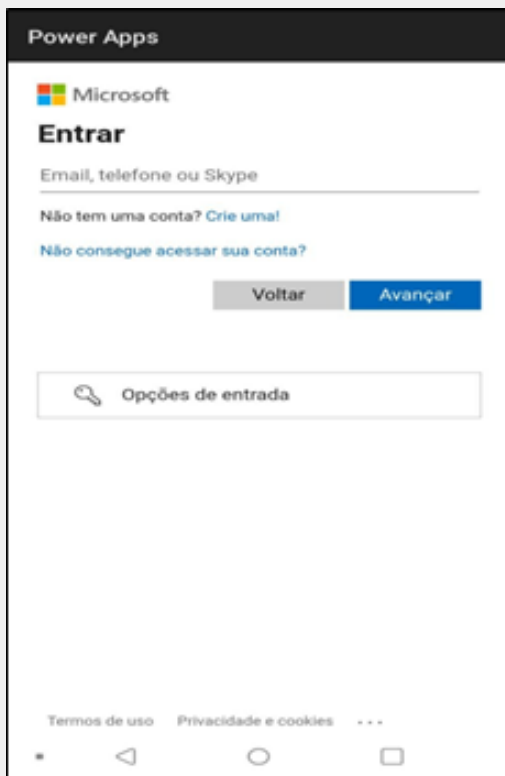 Power Apps
Microsoft
Entrar
Email, telefone ou Skype
Não tem uma conta? Crie uma!
Não consegue acessar sua conta?
Voltar Avançar
Opções de entrada
Termos de uso Privacidade e cookies ...